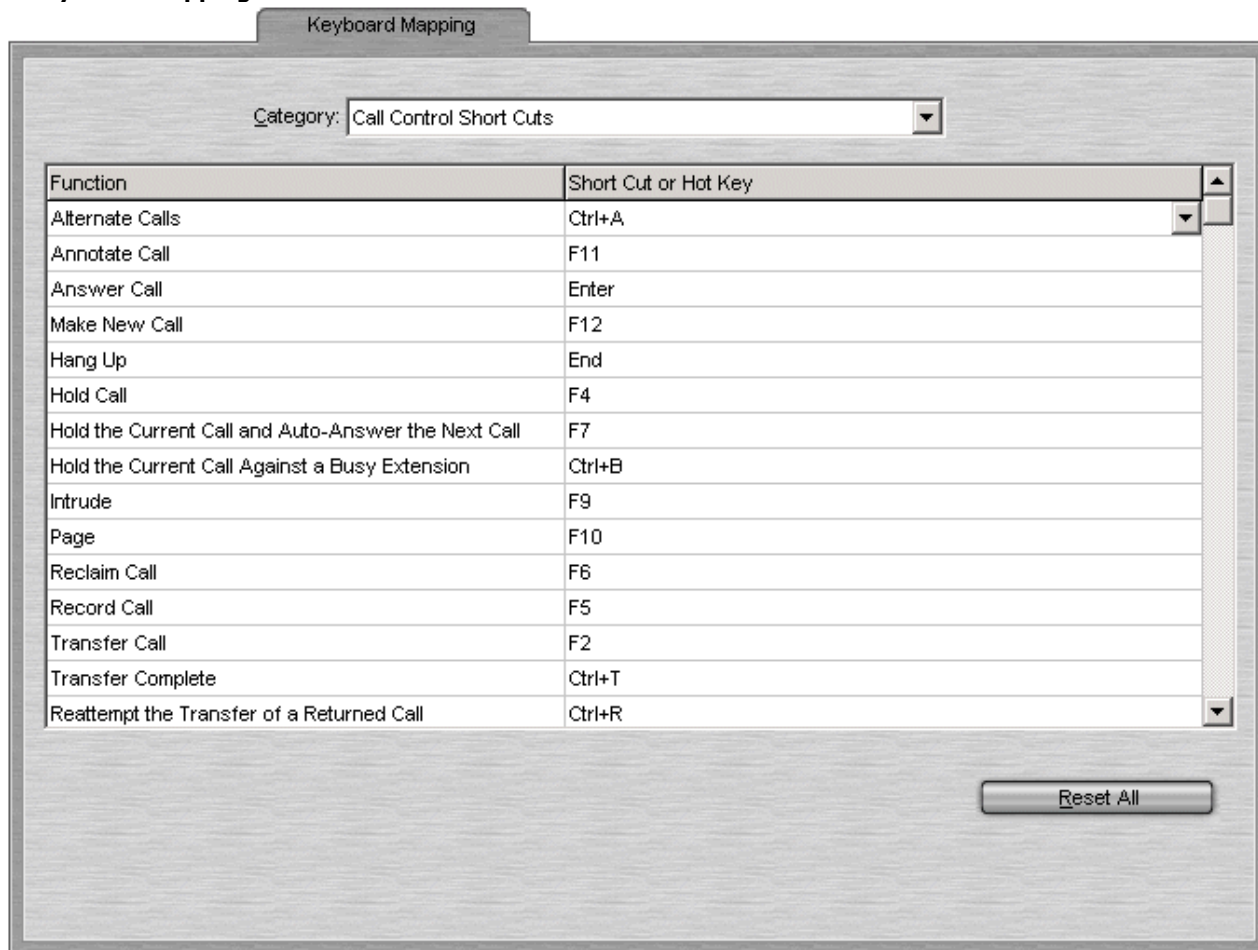 Keyboard Mapping
Category: Call Control Short Cuts
Function Short Cut or Hot Key
Alternate Calls Ctrl+A
Annotate Call F11
Answer Call Enter
Make New Call F12
Hang Up End
Hold Call F4
Hold the Current Call and Auto-Answer the Next Call F7
Hold the Current Call Against a Busy Extension Ctrl+B
Intrude F9
Page F10
Reclaim Call F6
Record Call F5
Transfer Call F2
Transfer Complete Ctrl+T
Reattempt the Transfer of a Returned Call Ctrl+R
Reset All